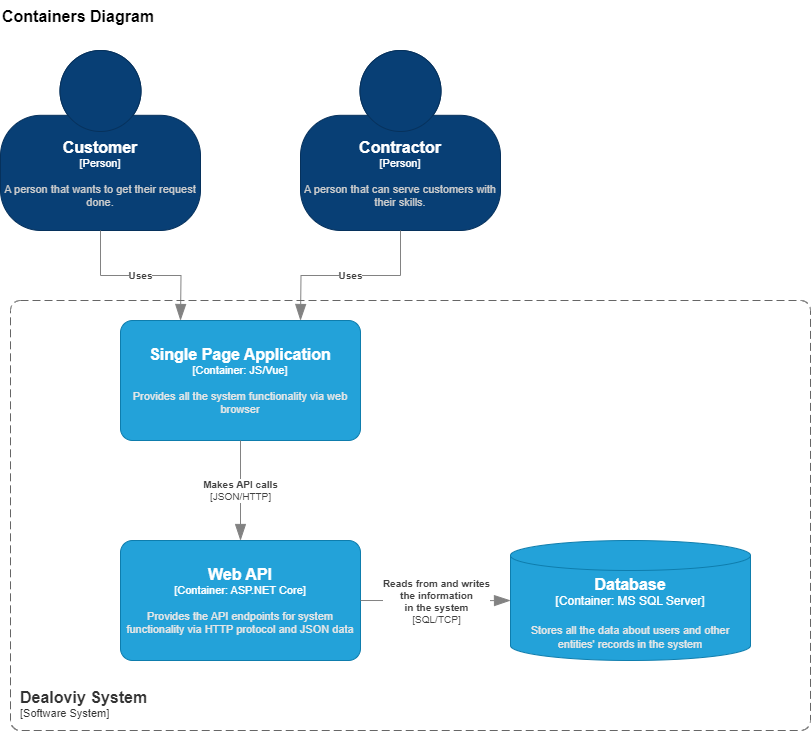 Containers Diagram
Customer
[Person]
A person that wants to get their request
done.
Contractor
[Person]
A person that can serve customers with
their skills.
Uses
Uses
Single Page Application
[Container: JS/Vue]
Provides all the system functionality via web
browser
Makes API calls
[JSON/HTTP]
Web API
[Container: ASP.NET Core]
Provides the API endpoints for system
functionality via HTTP protocol and JSON data
Reads from and writes
the information
in the system
[SQL/TCP]
Database
[Container: MS SQL Server]
Stores all the data about users and other
entities' records in the system
Dealoviy System
[Software System]